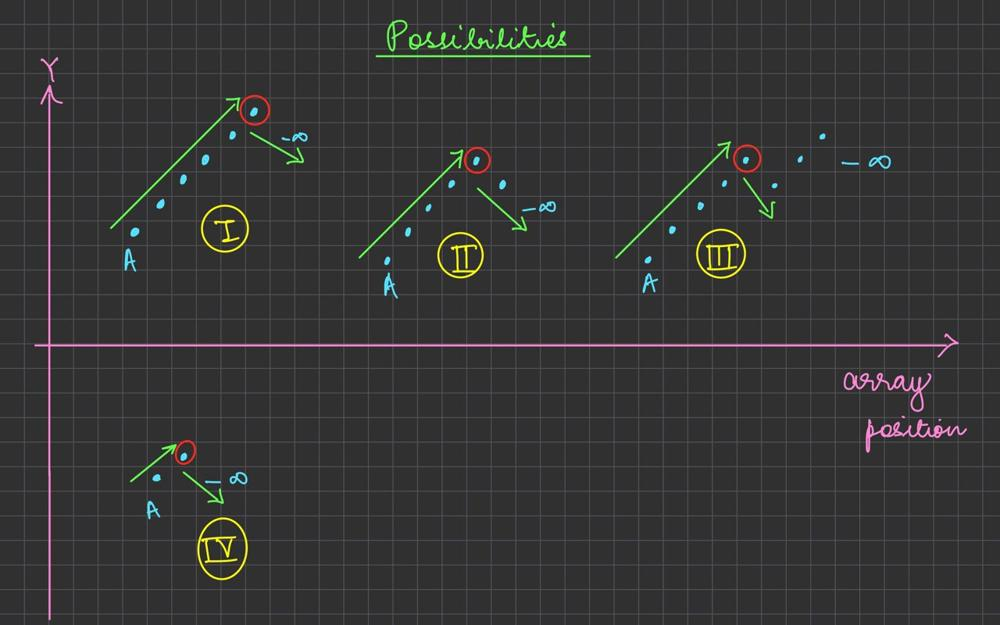 Possibilities
Y
-∞
I
A
-∞
II
A
- ∞
III
A
array
position
- ∞
A
IV